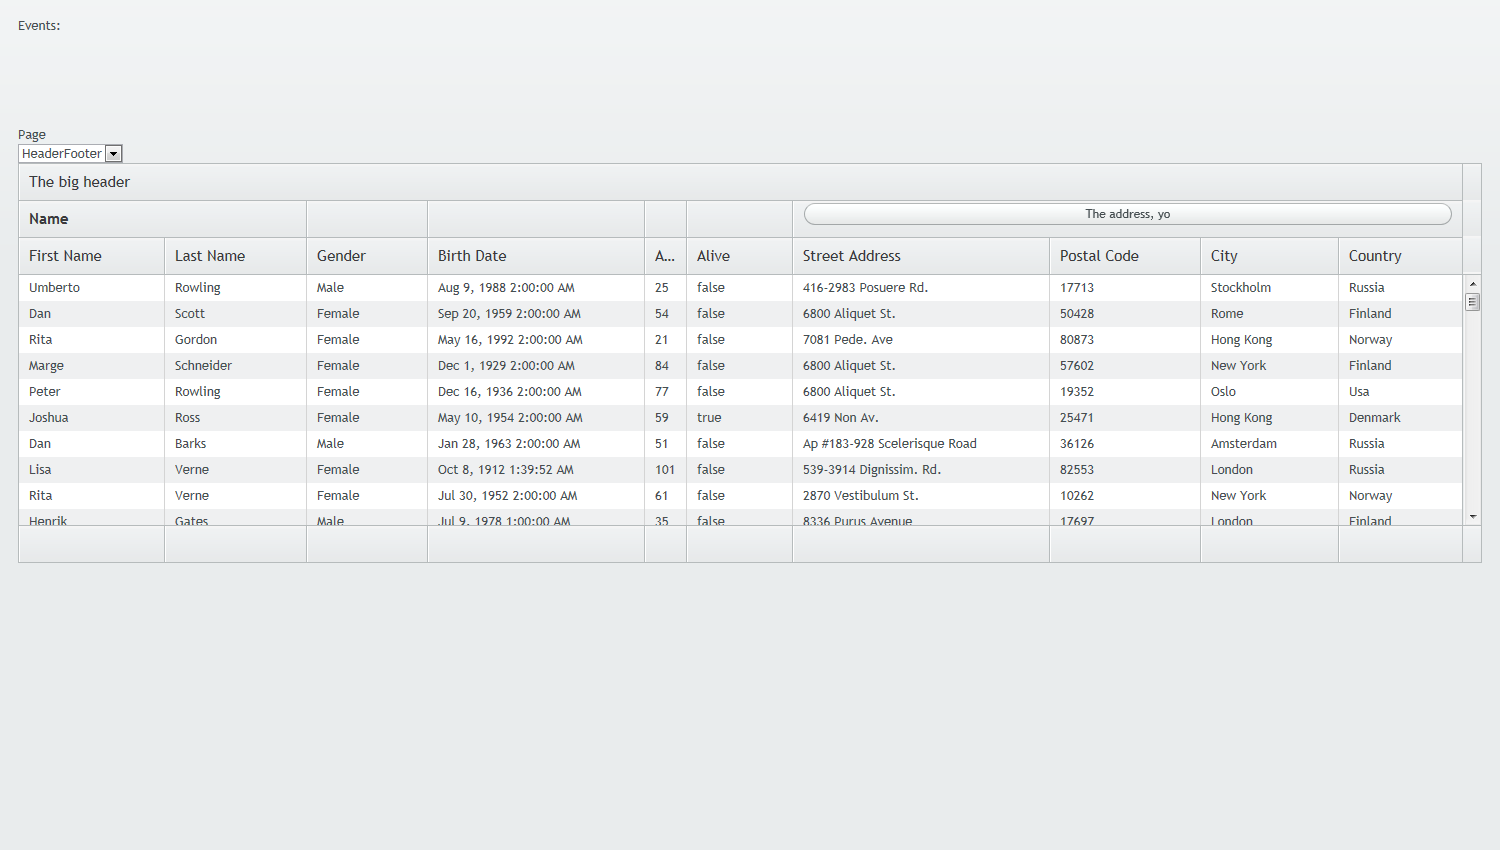 Events:
Page
HeaderFooter
The big header
Name The address, yo
First Name Last Name Gender Birth Date A... Alive Street Address Postal Code City Country
Umberto Rowling Male Aug 9, 1988 2:00:00 AM 25 false 416-2983 Posuere Rd. 17713 Stockholm Russia
Dan Scott Female Sep 20, 1959 2:00:00 AM 54 false 6800 Aliquet St. 50428 Rome Finland
Rita Gordon Female May 16, 1992 2:00:00 AM 21 false 7081 Pede. Ave 80873 Hong Kong Norway
Marge Schneider Female Dec 1, 1929 2:00:00 AM 84 false 6800 Aliquet St. 57602 New York Finland
Peter Rowling Female Dec 16, 1936 2:00:00 AM 77 false 6800 Aliquet St. 19352 Oslo Usa
Joshua Ross Female May 10, 1954 2:00:00 AM 59 true 6419 Non Av. 25471 Hong Kong Denmark
Dan Barks Male Jan 28, 1963 2:00:00 AM 51 false Ap #183-928 Scelerisque Road 36126 Amsterdam Russia
Lisa Verne Female Oct 8, 1912 1:39:52 AM 101 false 539-3914 Dignissim. Rd. 82553 London Russia
Rita Verne Female Jul 30, 1952 2:00:00 AM 61 false 2870 Vestibulum St. 10262 New York Norway
Henrik Gates Male Jul 9, 1978 1:00:00 AM 35 false 8336 Purus Avenue 17697 London Finland